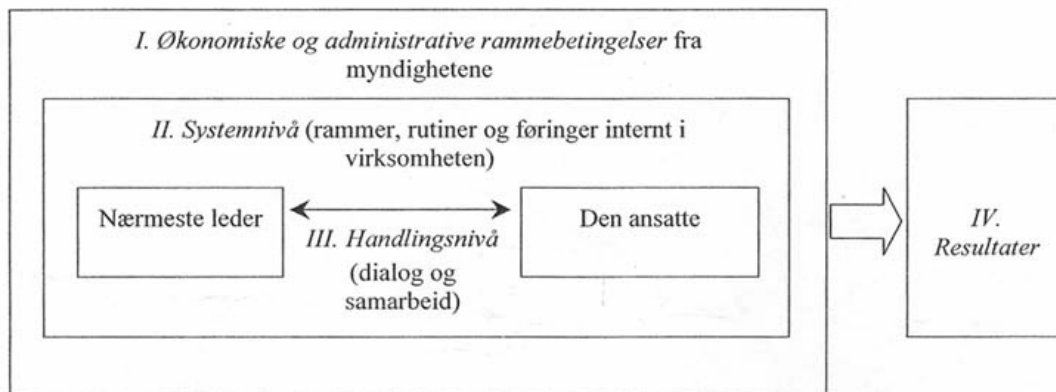 I. Økonomiske og administrative rammebetingelser fra
myndighetene
II. Systemnivå (rammer, rutiner og føringer internt i
virksomheten)
Nærmeste leder
Den ansatte
III. Handlingsnivå
(dialog og
samarbeid)
IV.
Resultater